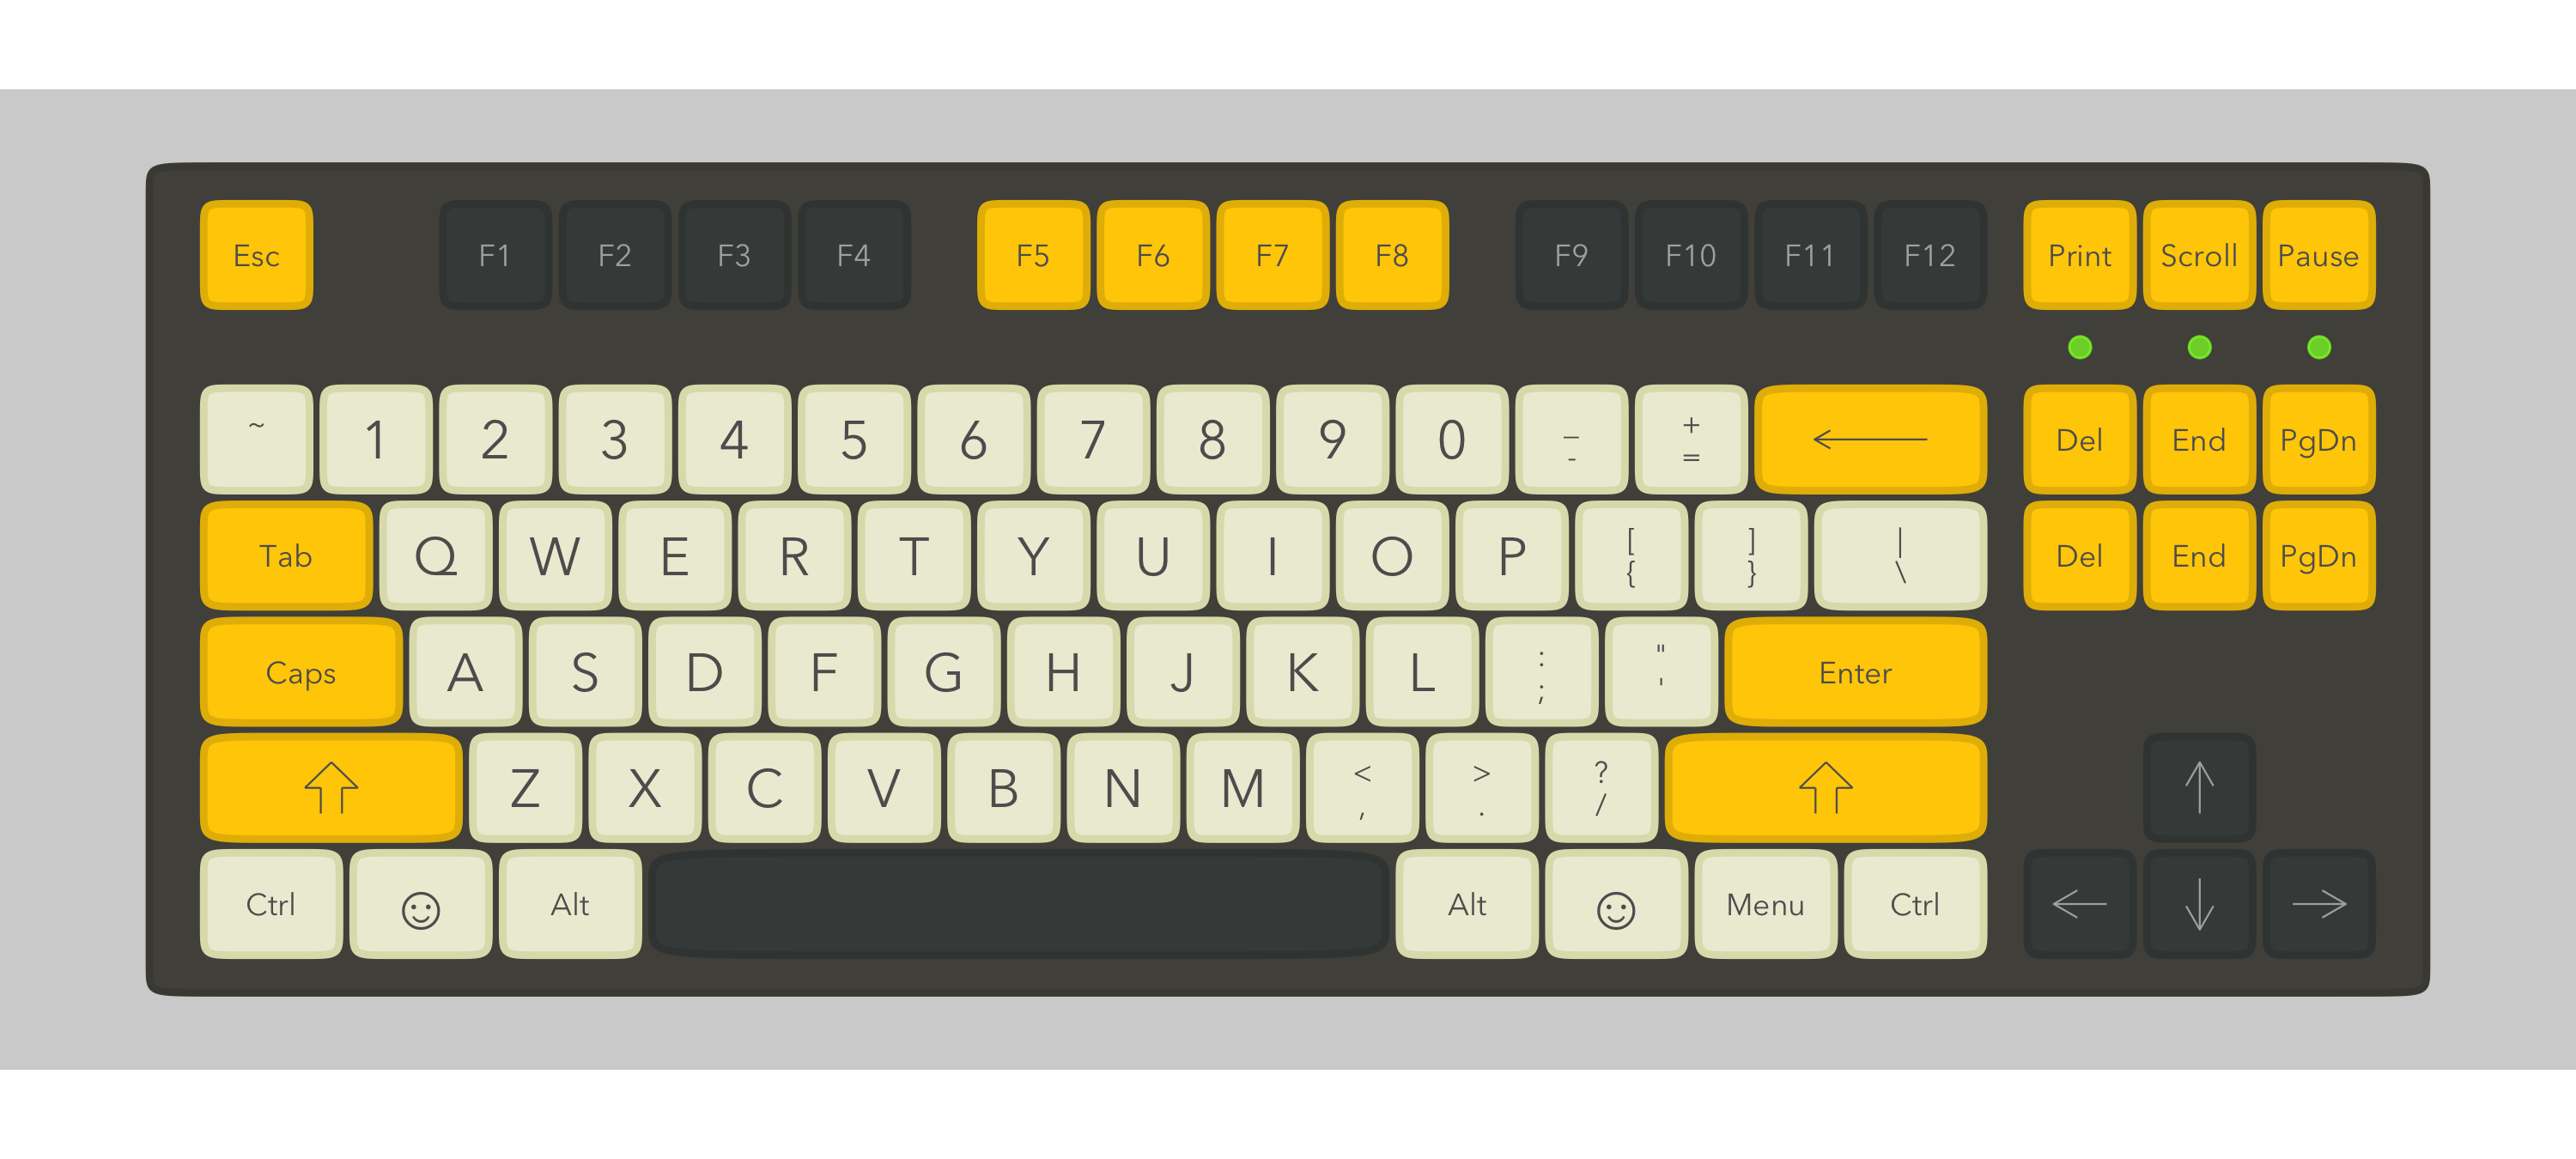 Esc F1 F2 F3 F4 F5 F6 F7 F8 F9 F10 F11 F12 Print Scroll Pause
~ 1 2 3 4 5 6 7 8 9 0 _ - + = ← Del End PgDn
Tab Q W E R T Y U I O P [ { ] } | \ Del End PgDn
Caps A S D F G H J K L : ; " ' Enter
⇧ Z X C V B N M < , > . ? / ⇧ ↑
Ctrl ☺ Alt Alt ☺ Menu Ctrl ← ↓ →